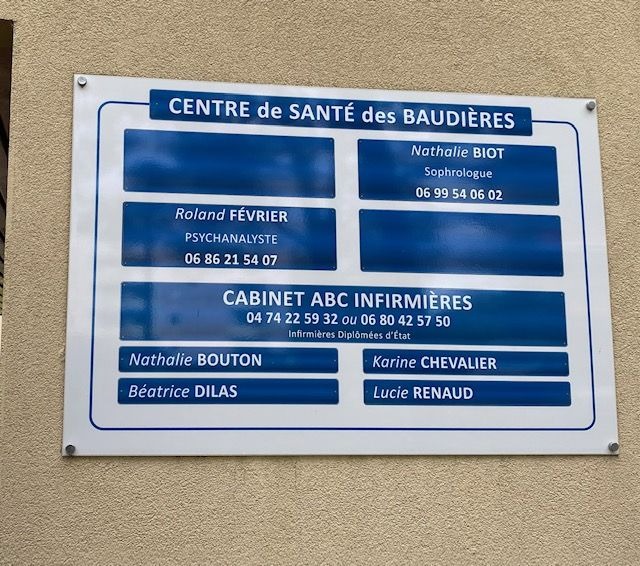 CENTRE de SANTÉ des BAUDIÈRES
Nathalie BIOT
Sophrologue
06 99 54 06 02
Roland FÉVRIER
PSYCHANALYSTE
06 86 21 54 07
CABINET ABC INFIRMIÈRES
04 74 22 59 32 ou 06 80 42 57 50
Infirmières Diplômées d'État
Nathalie BOUTON
Karine CHEVALIER
Béatrice DILAS
Lucie RENAUD